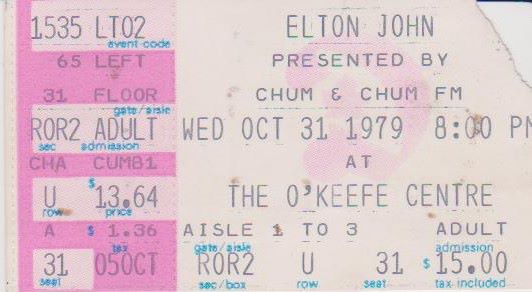 1535 LT02
event code
65 LEFT
31 FLOOR
gate/aisle
ROR2 ADULT
sec admission
CHA CUMB1
U $ 13.64
row price
A $ 1.36
tax
31 05OCT
seat
ELTON JOHN
PRESENTED BY
CHUM & CHUM FM
WED OCT 31 1979 8:00 PM
AT
THE O'KEEFE CENTRE
AISLE 1 TO 3 ADULT
gate/aisle admission
ROR2 U 31 $15.00
sec/box row seat tax included